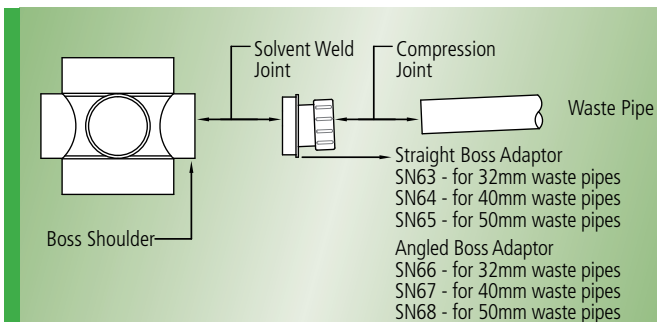 Solvent Weld
Joint
Compression
Joint
Waste Pipe
Boss Shoulder
Straight Boss Adaptor
SN63 - for 32mm waste pipes
SN64 - for 40mm waste pipes
SN65 - for 50mm waste pipes
Angled Boss Adaptor
SN66 - for 32mm waste pipes
SN67 - for 40mm waste pipes
SN68 - for 50mm waste pipes